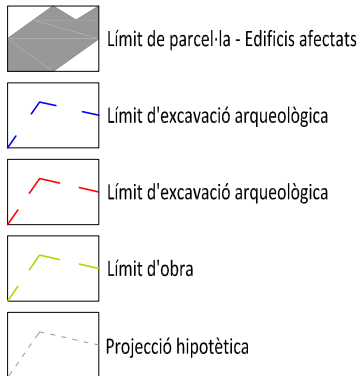 Límit de parcel·la - Edificis afectats
Límit d'excavació arqueològica
Límit d'excavació arqueològica
Límit d'obra
Projecció hipotètica